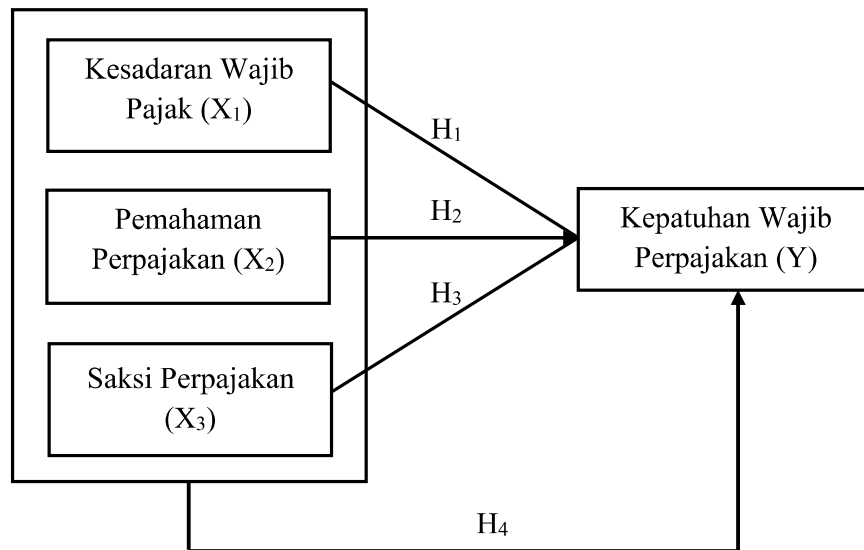 Kesadaran Wajib
Pajak (X₁)
H₁
Pemahaman
Perpajakan (X₂)
H₂
Kepatuhan Wajib
Perpajakan (Y)
H₃
Saksi Perpajakan
(X₃)
H₄